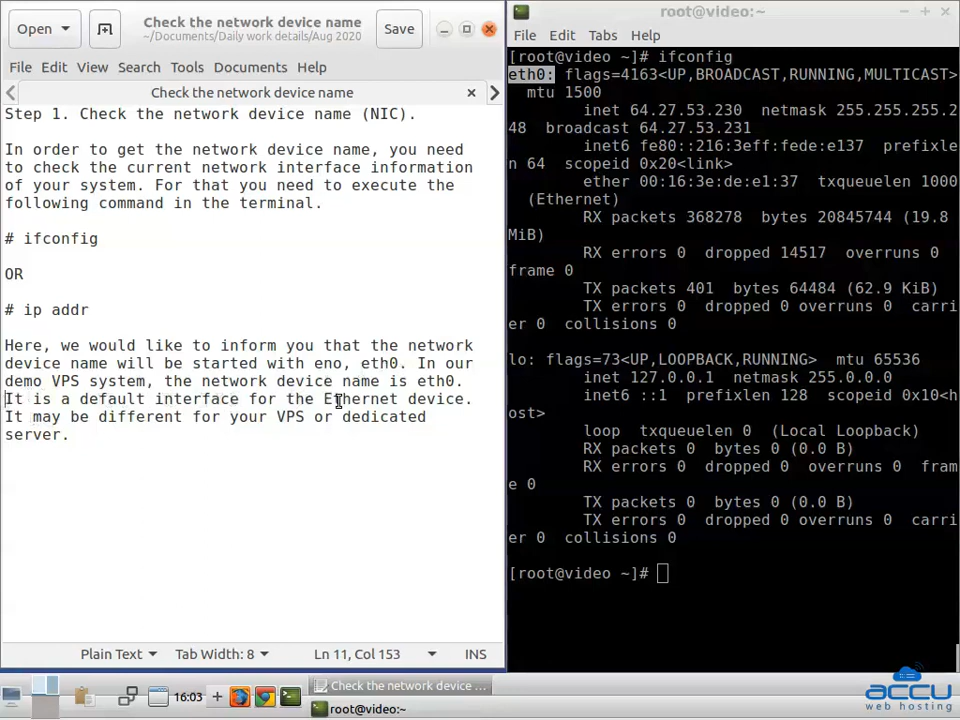 Open
Check the network device name
~/Documents/Daily work details/Aug 2020
Save
File Edit View Search Tools Documents Help
Check the network device name
Step 1. Check the network device name (NIC).
In order to get the network device name, you need
to check the current network interface information
of your system. For that you need to execute the
following command in the terminal.
# ifconfig
OR
# ip addr
Here, we would like to inform you that the network
device name will be started with eno, eth0. In our
demo VPS system, the network device name is eth0.
It is a default interface for the Ethernet device.
It may be different for your VPS or dedicated
server.
Plain Text Tab Width: 8 Ln 11, Col 153 INS
root@video:~
File Edit Tabs Help
[root@video ~]# ifconfig
eth0: flags=4163<UP,BROADCAST,RUNNING,MULTICAST>
mtu 1500
inet 64.27.53.230 netmask 255.255.255.2
48 broadcast 64.27.53.231
inet6 fe80::216:3eff:fede:e137 prefixle
n 64 scopeid 0x20<link>
ether 00:16:3e:de:e1:37 txqueuelen 1000
(Ethernet)
RX packets 368278 bytes 20845744 (19.8
MiB)
RX errors 0 dropped 14517 overruns 0
frame 0
TX packets 401 bytes 64484 (62.9 KiB)
TX errors 0 dropped 0 overruns 0 carri
er 0 collisions 0
lo: flags=73<UP,LOOPBACK,RUNNING> mtu 65536
inet 127.0.0.1 netmask 255.0.0.0
inet6 ::1 prefixlen 128 scopeid 0x10<h
ost>
loop txqueuelen 0 (Local Loopback)
RX packets 0 bytes 0 (0.0 B)
RX errors 0 dropped 0 overruns 0 fram
e 0
TX packets 0 bytes 0 (0.0 B)
TX errors 0 dropped 0 overruns 0 carri
er 0 collisions 0
[root@video ~]#
16:03
Check the network device ...
root@video:~
accu
web hosting